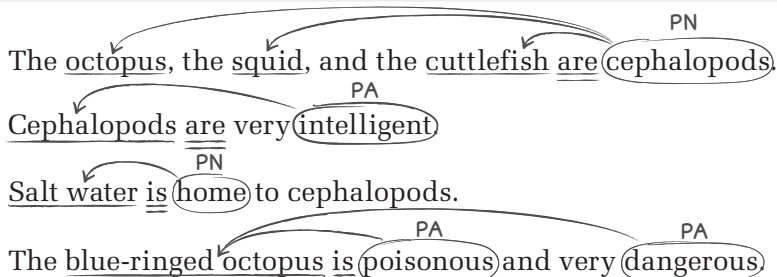 PN
The octopus, the squid, and the cuttlefish are cephalopods.
PA
Cephalopods are very intelligent.
PN
Salt water is home to cephalopods.
PA PA
The blue-ringed octopus is poisonous and very dangerous.